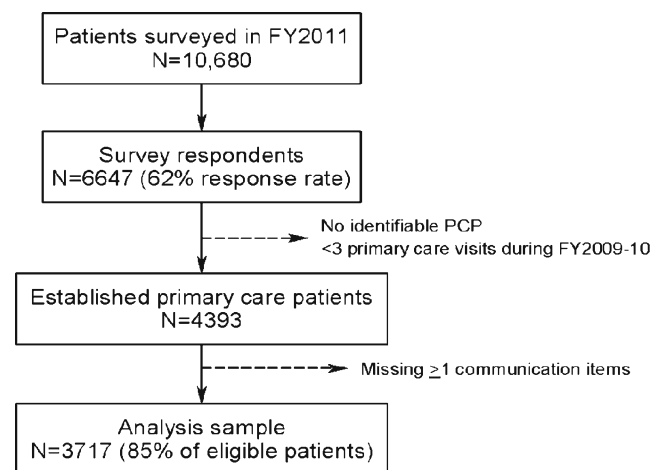 Patients surveyed in FY2011
N=10,680
Survey respondents
N=6647 (62% response rate)
No identifiable PCP
<3 primary care visits during FY2009-10
Established primary care patients
N=4393
Missing ≥1 communication items
Analysis sample
N=3717 (85% of eligible patients)